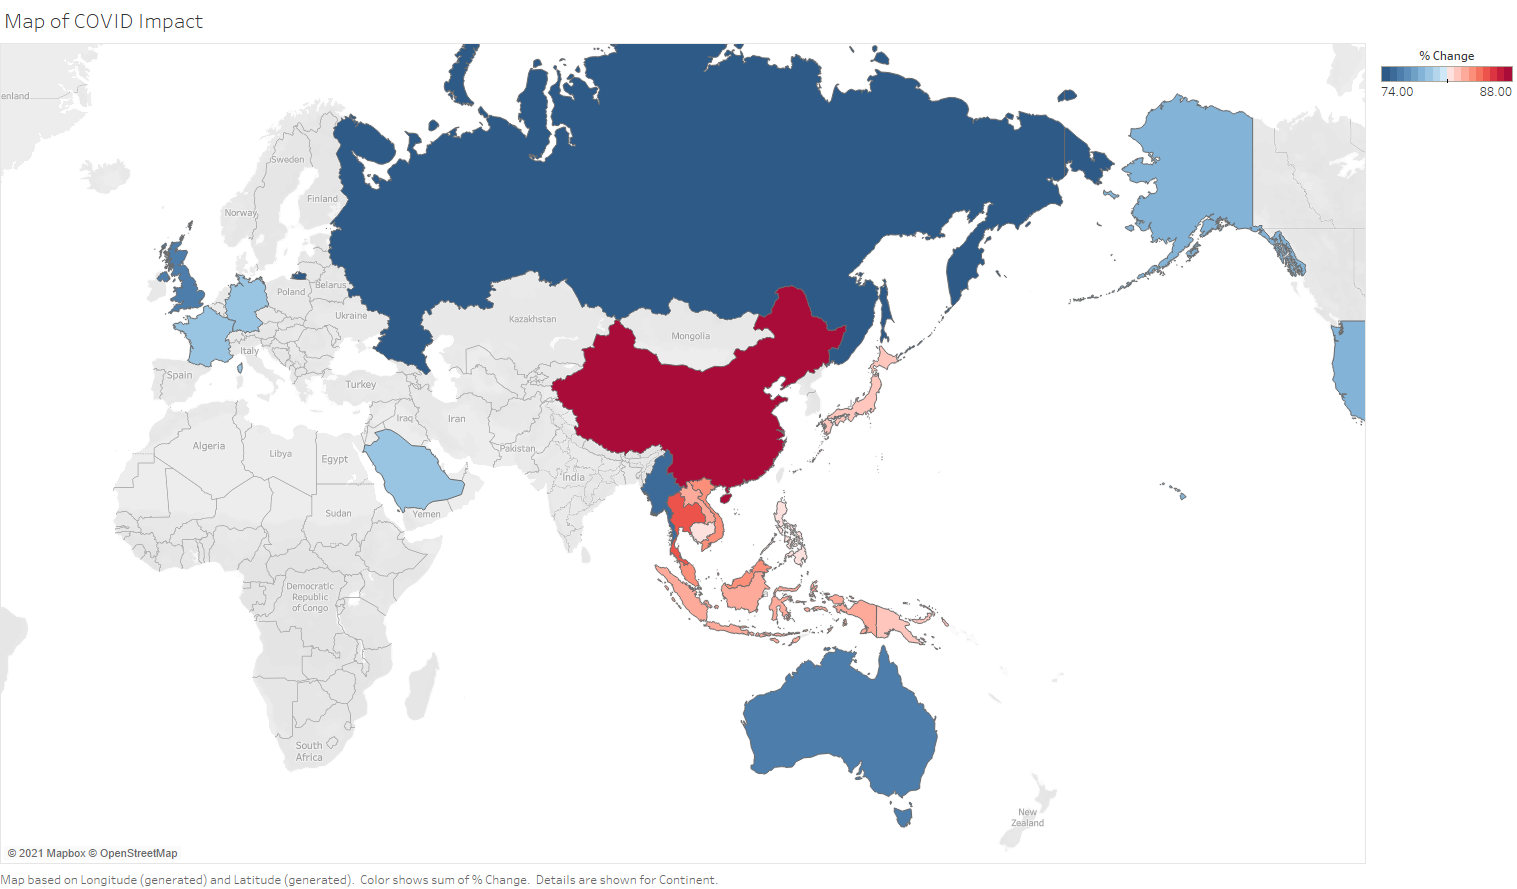 Map of COVID Impact
% Change
74.00 88.00
enland
Sweden
Finland
Norway
Poland
Belarus
Ukraine
Kazakhstan
Mongolia
Italy
Spain
Turkey
Iraq
Iran
Algeria
Libya
Egypt
Pakistan
India
Sudan
Yemen
Democratic
Republic
of Congo
South
Africa
New
Zealand
© 2021 Mapbox © OpenStreetMap
Map based on Longitude (generated) and Latitude (generated).  Color shows sum of % Change.  Details are shown for Continent.